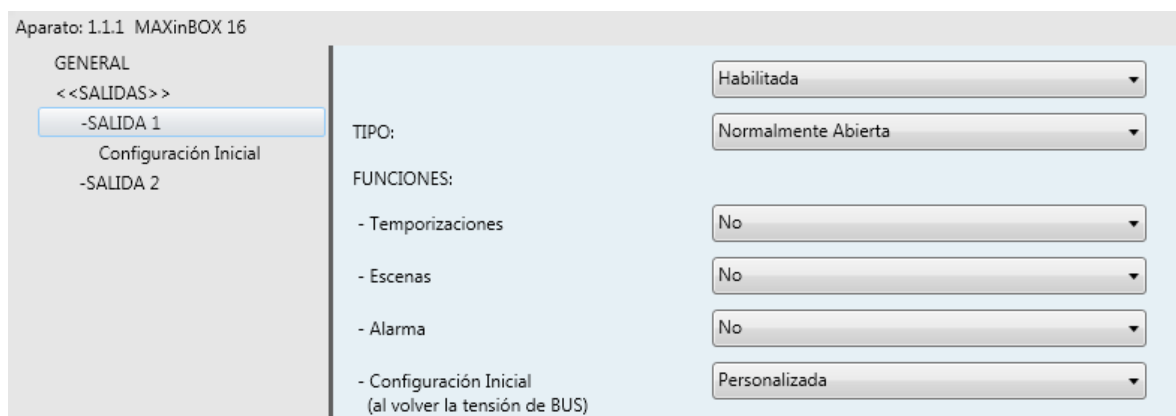 Aparato: 1.1.1 MAXinBOX 16
GENERAL
<<SALIDAS>>
-SALIDA 1
Configuración Inicial
-SALIDA 2
Habilitada
TIPO: Normalmente Abierta
FUNCIONES:
- Temporizaciones No
- Escenas No
- Alarma No
- Configuración Inicial Personalizada
(al volver la tensión de BUS)